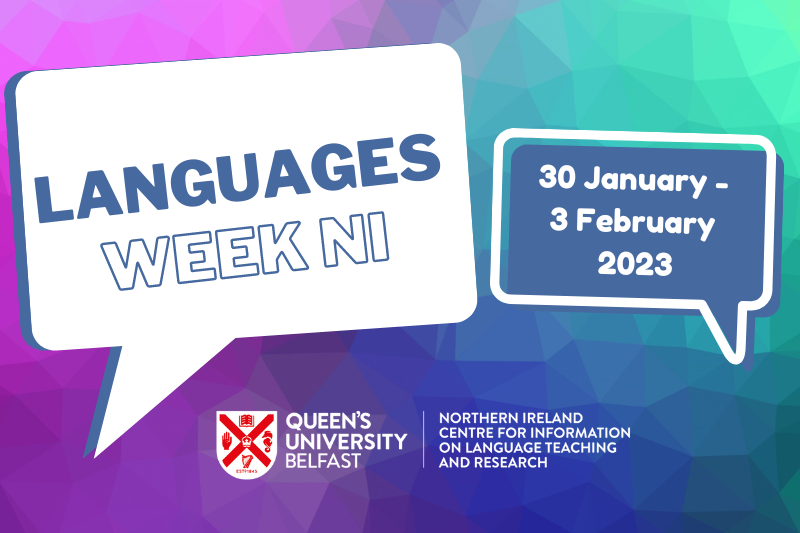 LANGUAGES
WEEK NI
30 January -
3 February
2023
QUEEN'S
UNIVERSITY
BELFAST
ESTD1845
NORTHERN IRELAND
CENTRE FOR INFORMATION
ON LANGUAGE TEACHING
AND RESEARCH